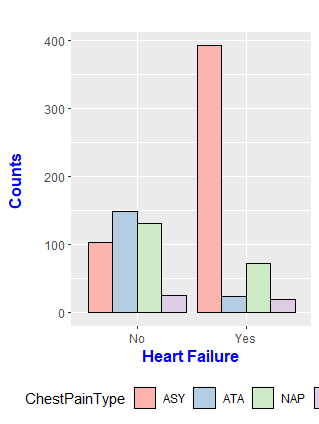 400
300
200
100
0
Counts
No Yes
Heart Failure
ChestPainType ASY ATA NAP